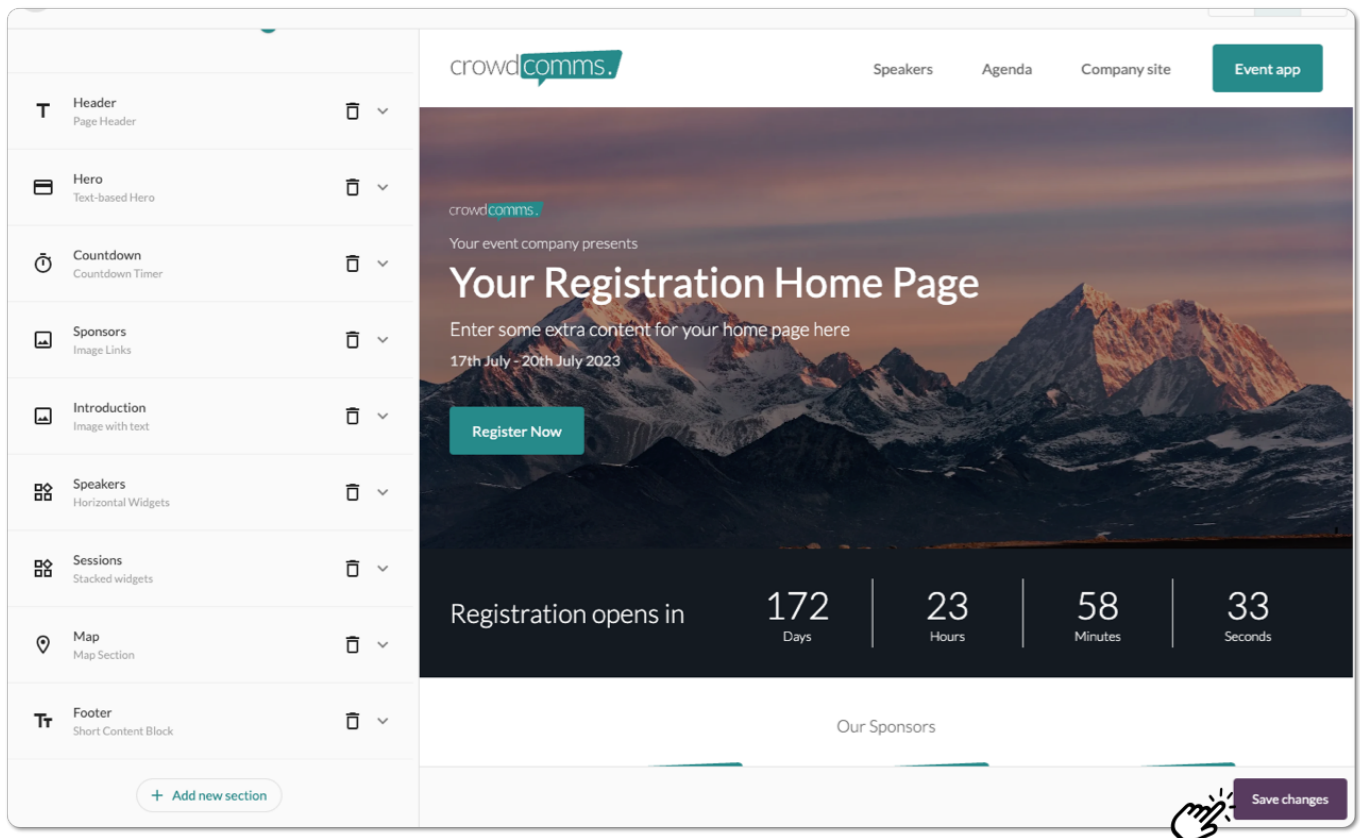 Header
Page Header
Hero
Text-based Hero
Countdown
Countdown Timer
Sponsors
Image Links
Introduction
Image with text
Speakers
Horizontal Widgets
Sessions
Stacked widgets
Map
Map Section
Footer
Short Content Block
+ Add new section
crowdcomms.
Speakers
Agenda
Company site
Event app
crowdcomms.
Your event company presents
Your Registration Home Page
Enter some extra content for your home page here
17th July - 20th July 2023
Register Now
Registration opens in
172
Days
23
Hours
58
Minutes
33
Seconds
Our Sponsors
Save changes